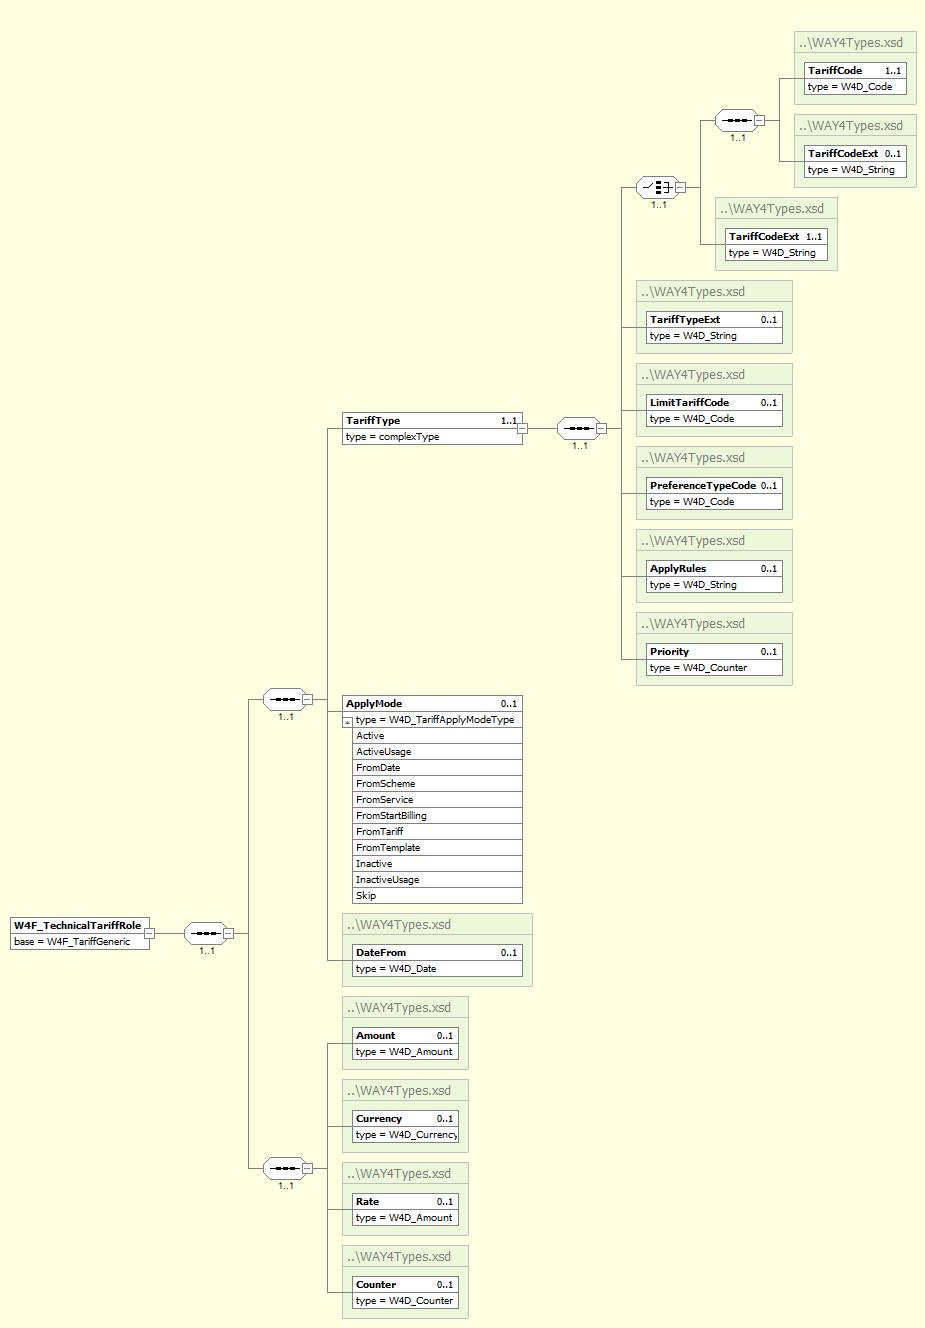 ..\WAY4Types.xsd
TariffCode 1..1
type = W4D_Code
..\WAY4Types.xsd
1..1
TariffCodeExt 0..1
type = W4D_String
1..1
..\WAY4Types.xsd
TariffCodeExt 1..1
type = W4D_String
..\WAY4Types.xsd
TariffTypeExt 0..1
type = W4D_String
..\WAY4Types.xsd
LimitTariffCode 0..1
type = W4D_Code
TariffType 1..1
type = complexType
1..1
..\WAY4Types.xsd
PreferenceTypeCode 0..1
type = W4D_Code
..\WAY4Types.xsd
ApplyRules 0..1
type = W4D_String
..\WAY4Types.xsd
Priority 0..1
type = W4D_Counter
1..1
ApplyMode 0..1
type = W4D_TariffApplyModeType
Active
ActiveUsage
FromDate
FromScheme
FromService
FromStartBilling
FromTariff
FromTemplate
Inactive
InactiveUsage
Skip
W4F_TechnicalTariffRole
base = W4F_TariffGeneric
1..1
..\WAY4Types.xsd
DateFrom 0..1
type = W4D_Date
..\WAY4Types.xsd
Amount 0..1
type = W4D_Amount
..\WAY4Types.xsd
Currency 0..1
type = W4D_Currency
1..1
..\WAY4Types.xsd
Rate 0..1
type = W4D_Amount
..\WAY4Types.xsd
Counter 0..1
type = W4D_Counter